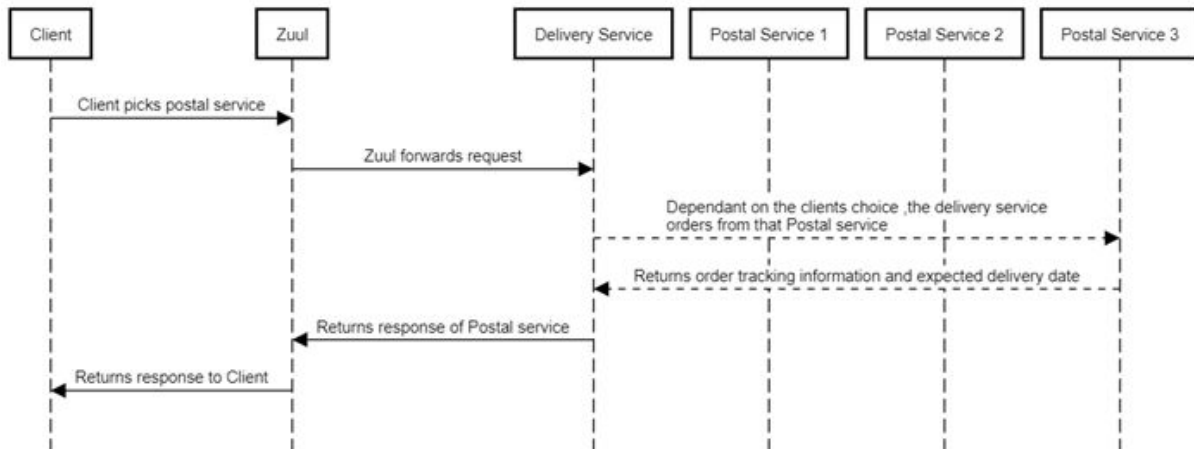 Client
Zuul
Delivery Service
Postal Service 1
Postal Service 2
Postal Service 3
Client picks postal service
Zuul forwards request
Dependant on the clients choice ,the delivery service
orders from that Postal service
Returns order tracking information and expected delivery date
Returns response of Postal service
Returns response to Client